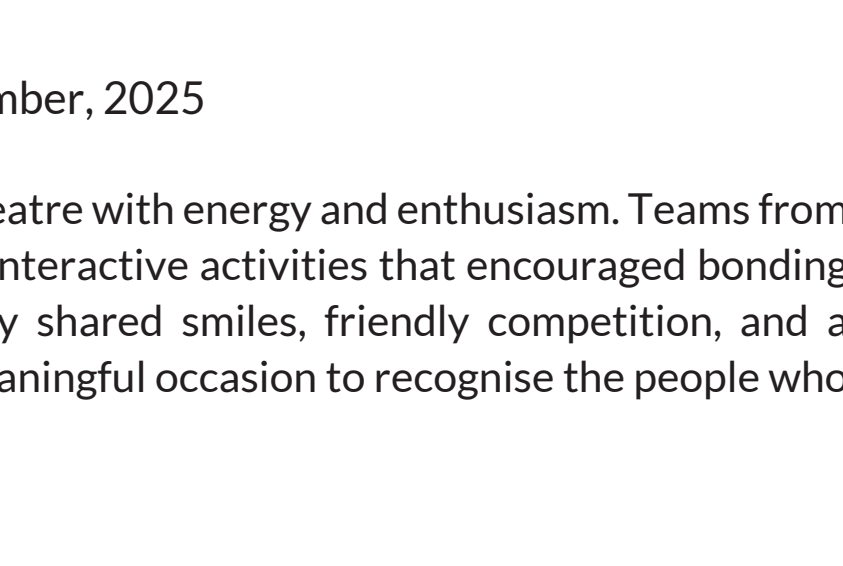 mber, 2025
eatre with energy and enthusiasm. Teams from
nteractive activities that encouraged bonding
y shared smiles, friendly competition, and a
aningful occasion to recognise the people who